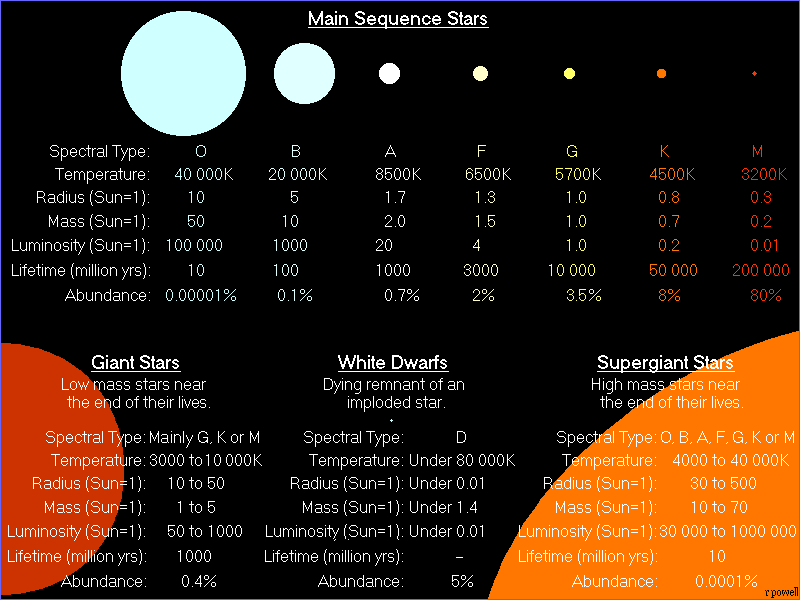 Main Sequence Stars
Spectral Type: O B A F G K M
Temperature: 40 000K 20 000K 8500K 6500K 5700K 4500K 3200K
Radius (Sun=1): 10 5 1.7 1.3 1.0 0.8 0.3
Mass (Sun=1): 50 10 2.0 1.5 1.0 0.7 0.2
Luminosity (Sun=1): 100 000 1000 20 4 1.0 0.2 0.01
Lifetime (million yrs): 10 100 1000 3000 10 000 50 000 200 000
Abundance: 0.00001% 0.1% 0.7% 2% 3.5% 8% 80%
Giant Stars
Low mass stars near
the end of their lives.
Spectral Type: Mainly G, K or M
Temperature: 3000 to 10 000K
Radius (Sun=1): 10 to 50
Mass (Sun=1): 1 to 5
Luminosity (Sun=1): 50 to 1000
Lifetime (million yrs): 1000
Abundance: 0.4%
White Dwarfs
Dying remnant of an
imploded star.
Spectral Type: D
Temperature: Under 80 000K
Radius (Sun=1): Under 0.01
Mass (Sun=1): Under 1.4
Luminosity (Sun=1): Under 0.01
Lifetime (million yrs): –
Abundance: 5%
Supergiant Stars
High mass stars near
the end of their lives.
Spectral Type: O, B, A, F, G, K or M
Temperature: 4000 to 40 000K
Radius (Sun=1): 30 to 500
Mass (Sun=1): 10 to 70
Luminosity (Sun=1): 30 000 to 1000 000
Lifetime (million yrs): 10
Abundance: 0.0001%
r powell